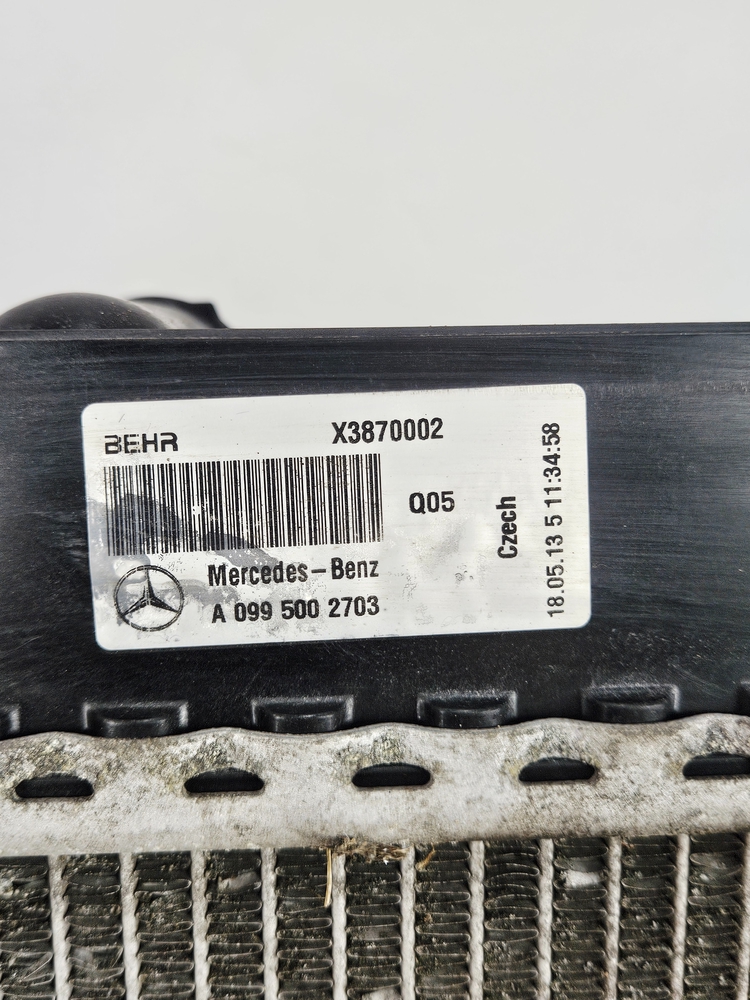 BEHR
X3870002
Q05
Mercedes-Benz
A 099 500 2703
Czech
18.05.13 5 11:34:58